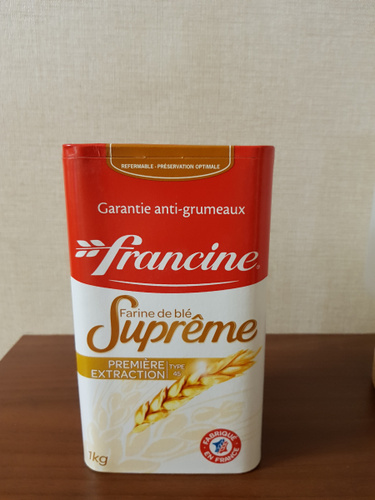 REFERMABLE - PRÉSERVATION OPTIMALE
Garantie anti-grumeaux
francine
Farine de blé
Suprême
PREMIÈRE
EXTRACTION
TYPE
45
FABRIQUÉ
EN FRANCE
1kg